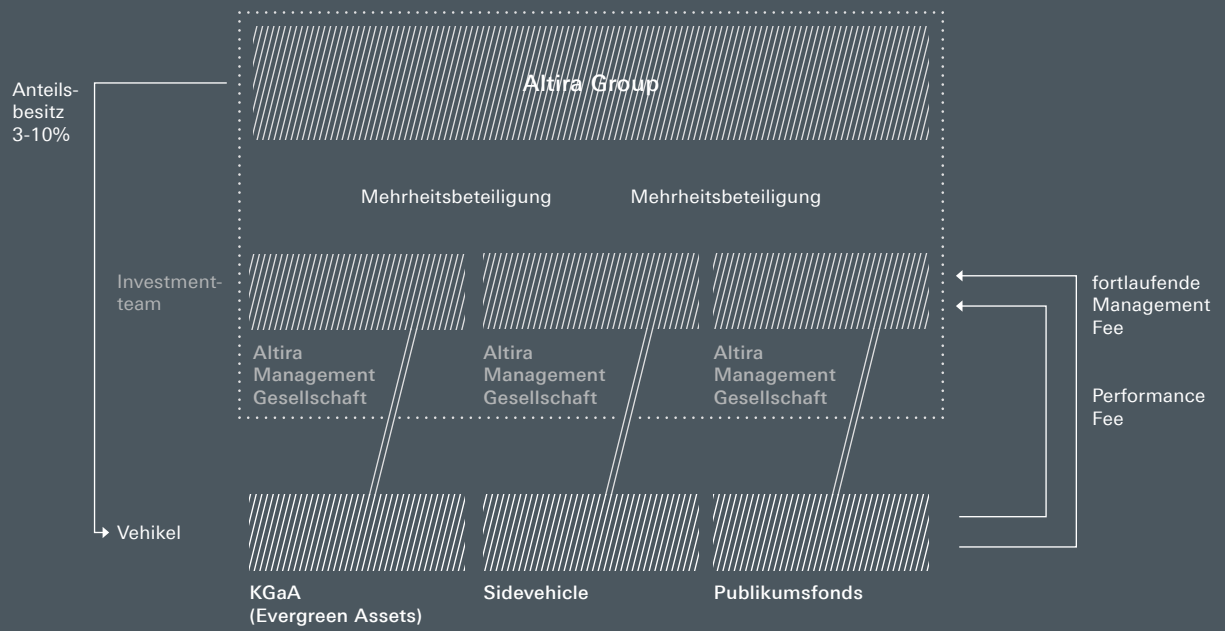 Altira Group
Anteils-
besitz
3-10%
Mehrheitsbeteiligung
Mehrheitsbeteiligung
Investment-
team
fortlaufende
Management
Fee
Altira
Management
Gesellschaft
Altira
Management
Gesellschaft
Altira
Management
Gesellschaft
Performance
Fee
Vehikel
KGaA
(Evergreen Assets)
Sidevehicle
Publikumsfonds